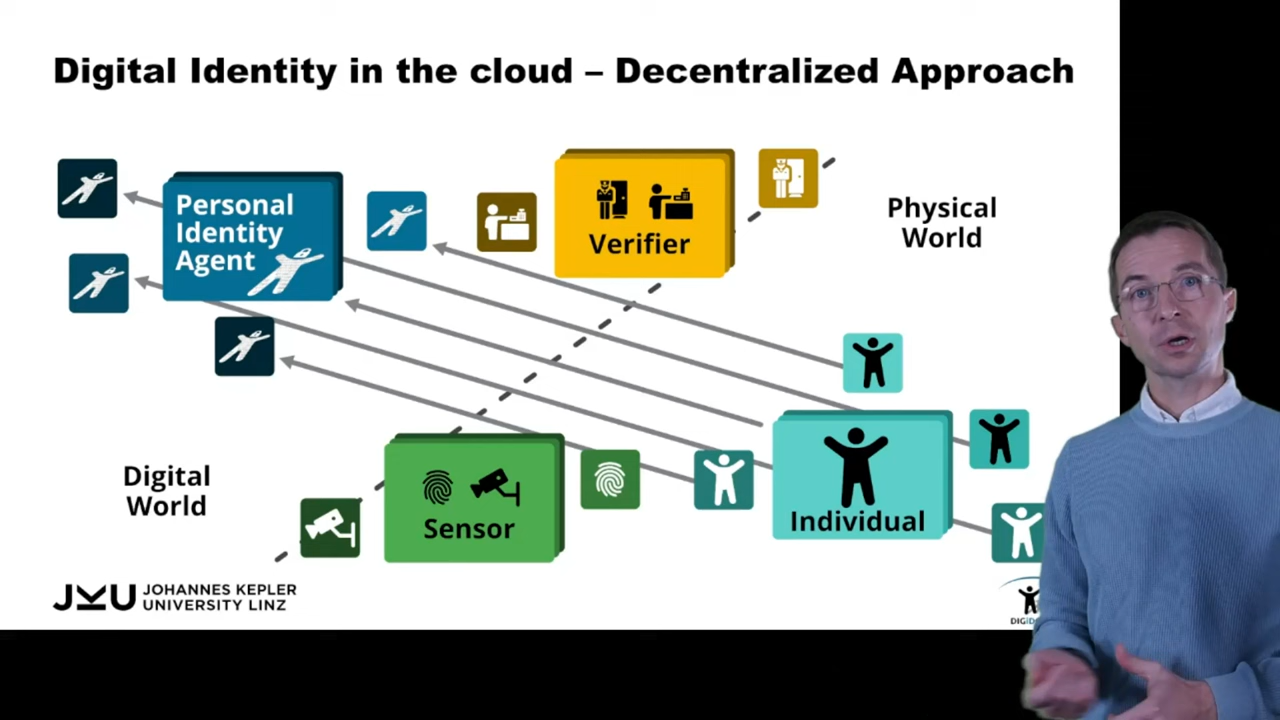 Digital Identity in the cloud – Decentralized Approach
Personal
Identity
Agent
Verifier
Physical
World
Digital
World
Sensor
Individual
JKU JOHANNES KEPLER
UNIVERSITY LINZ